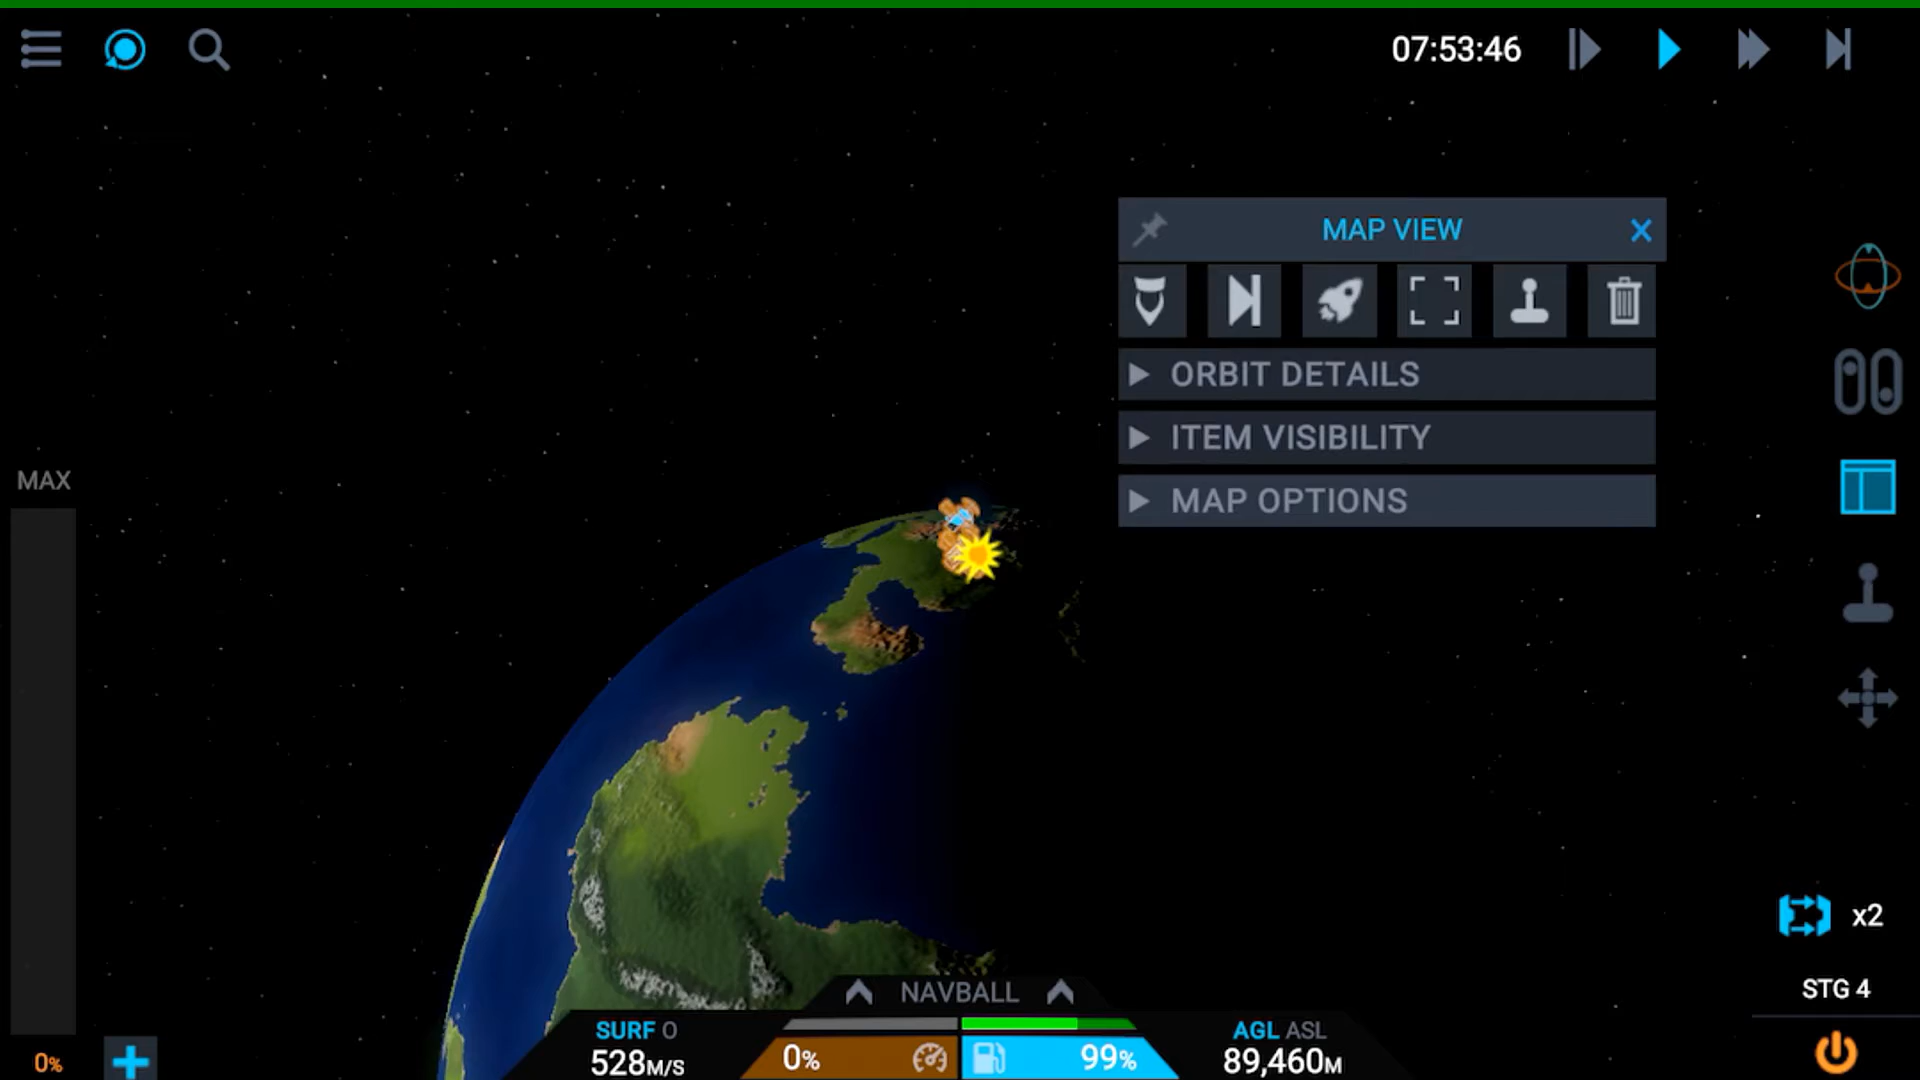 07:53:46
MAP VIEW
ORBIT DETAILS
ITEM VISIBILITY
MAP OPTIONS
MAX
x2
STG 4
NAVBALL
SURF O
AGL ASL
528M/S
0%
99%
89,460M
0%